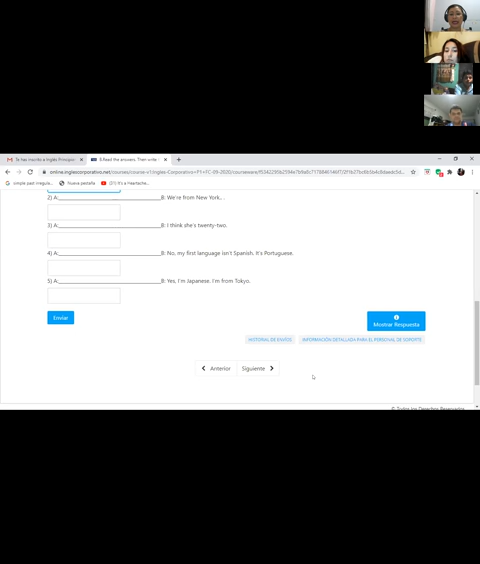 Te has inscrito a Inglés Principia
8.Read the answers. Then write
online.inglescorporativo.net/courses/course-v1:Ingles-Corporativo+P1+1C-09-2020/courseware/
simple past irregula...
Nueva pestaña
(51) It's a Heartache...
2) A: B: We're from New York, .
3) A: B: I think she's twenty-two.
4) A: B: No, my first language isn't Spanish. It's Portuguese.
5) A: B: Yes, I'm Japanese. I'm from Tokyo.
Enviar
Mostrar Respuesta
HISTORIAL DE ENVÍOS
INFORMACIÓN DETALLADA PARA EL PERSONAL DE SOPORTE
Anterior
Siguiente
© Todos los Derechos Reservados